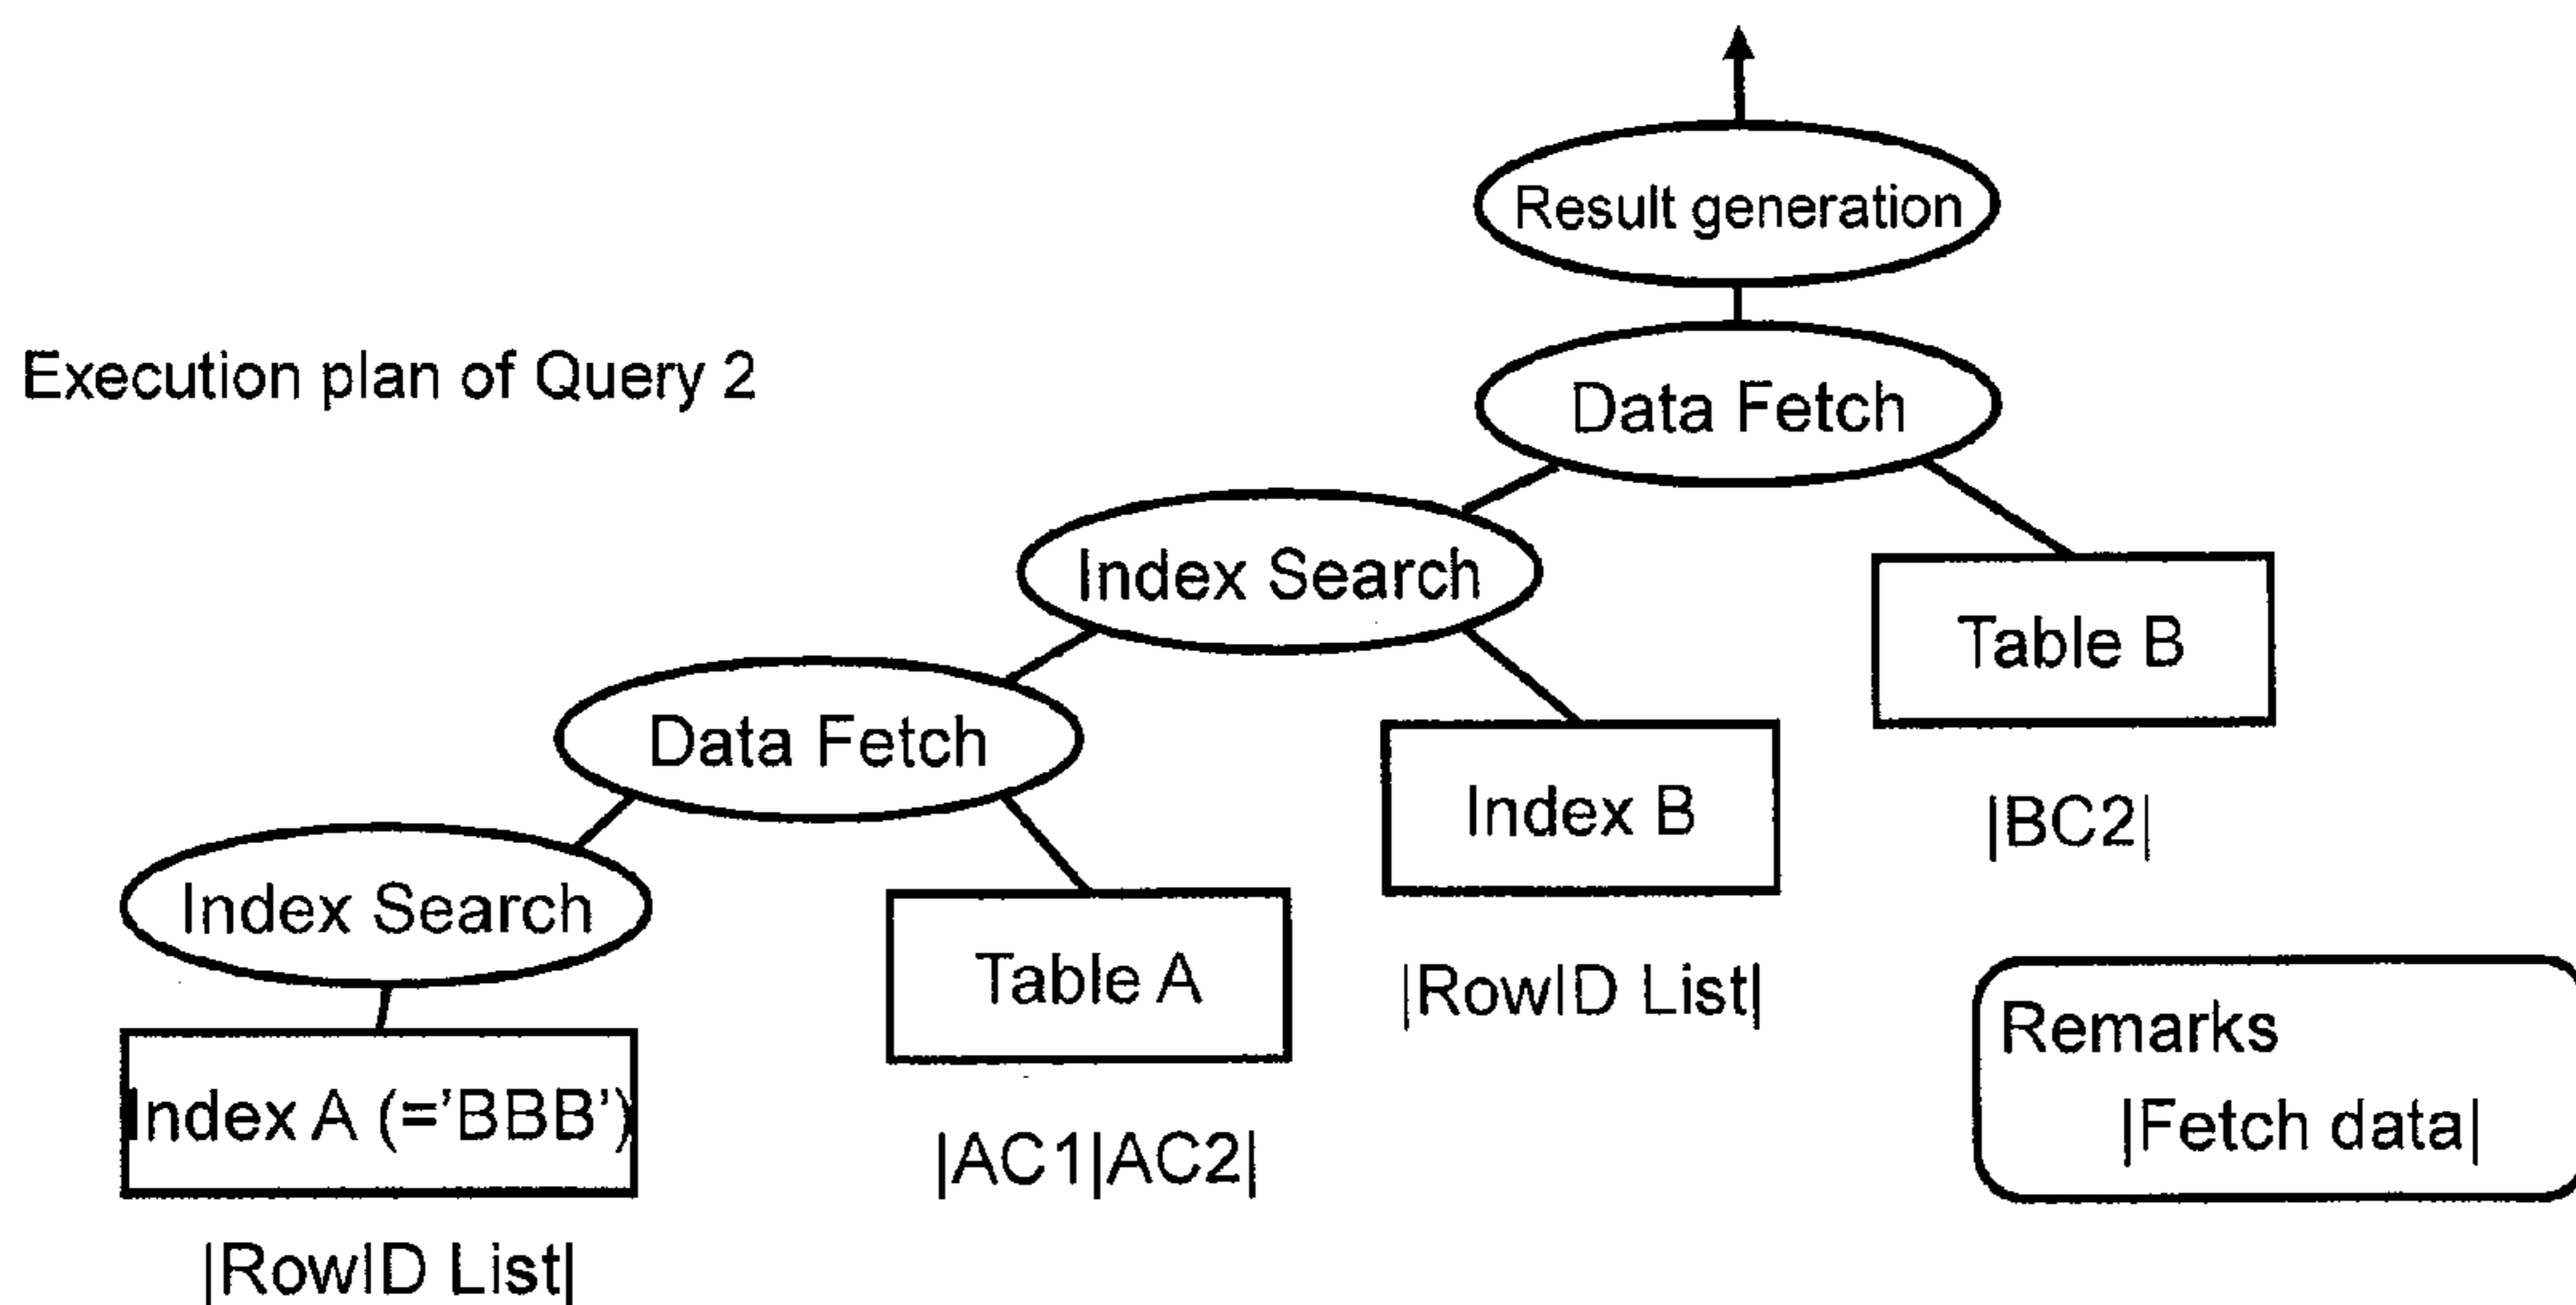 Result generation
Execution plan of Query 2
Data Fetch
Index Search
Table B
Data Fetch
Index B
|BC2|
Index Search
Table A
|RowID List|
Remarks
|Fetch data|
Index A (=’BBB’)
|AC1|AC2|
|RowID List|